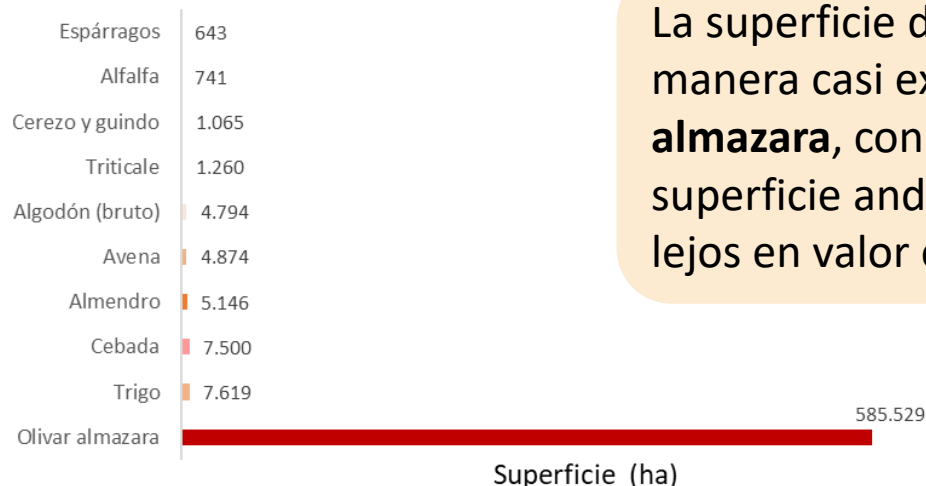 Espárragos 643
Alfalfa 741
Cerezo y guindo 1.065
Triticale 1.260
Algodón (bruto) 4.794
Avena 4.874
Almendro 5.146
Cebada 7.500
Trigo 7.619
Olivar almazara 585.529
Superficie (ha)
La superficie
manera casi
almazara, con
superficie
lejos en valor